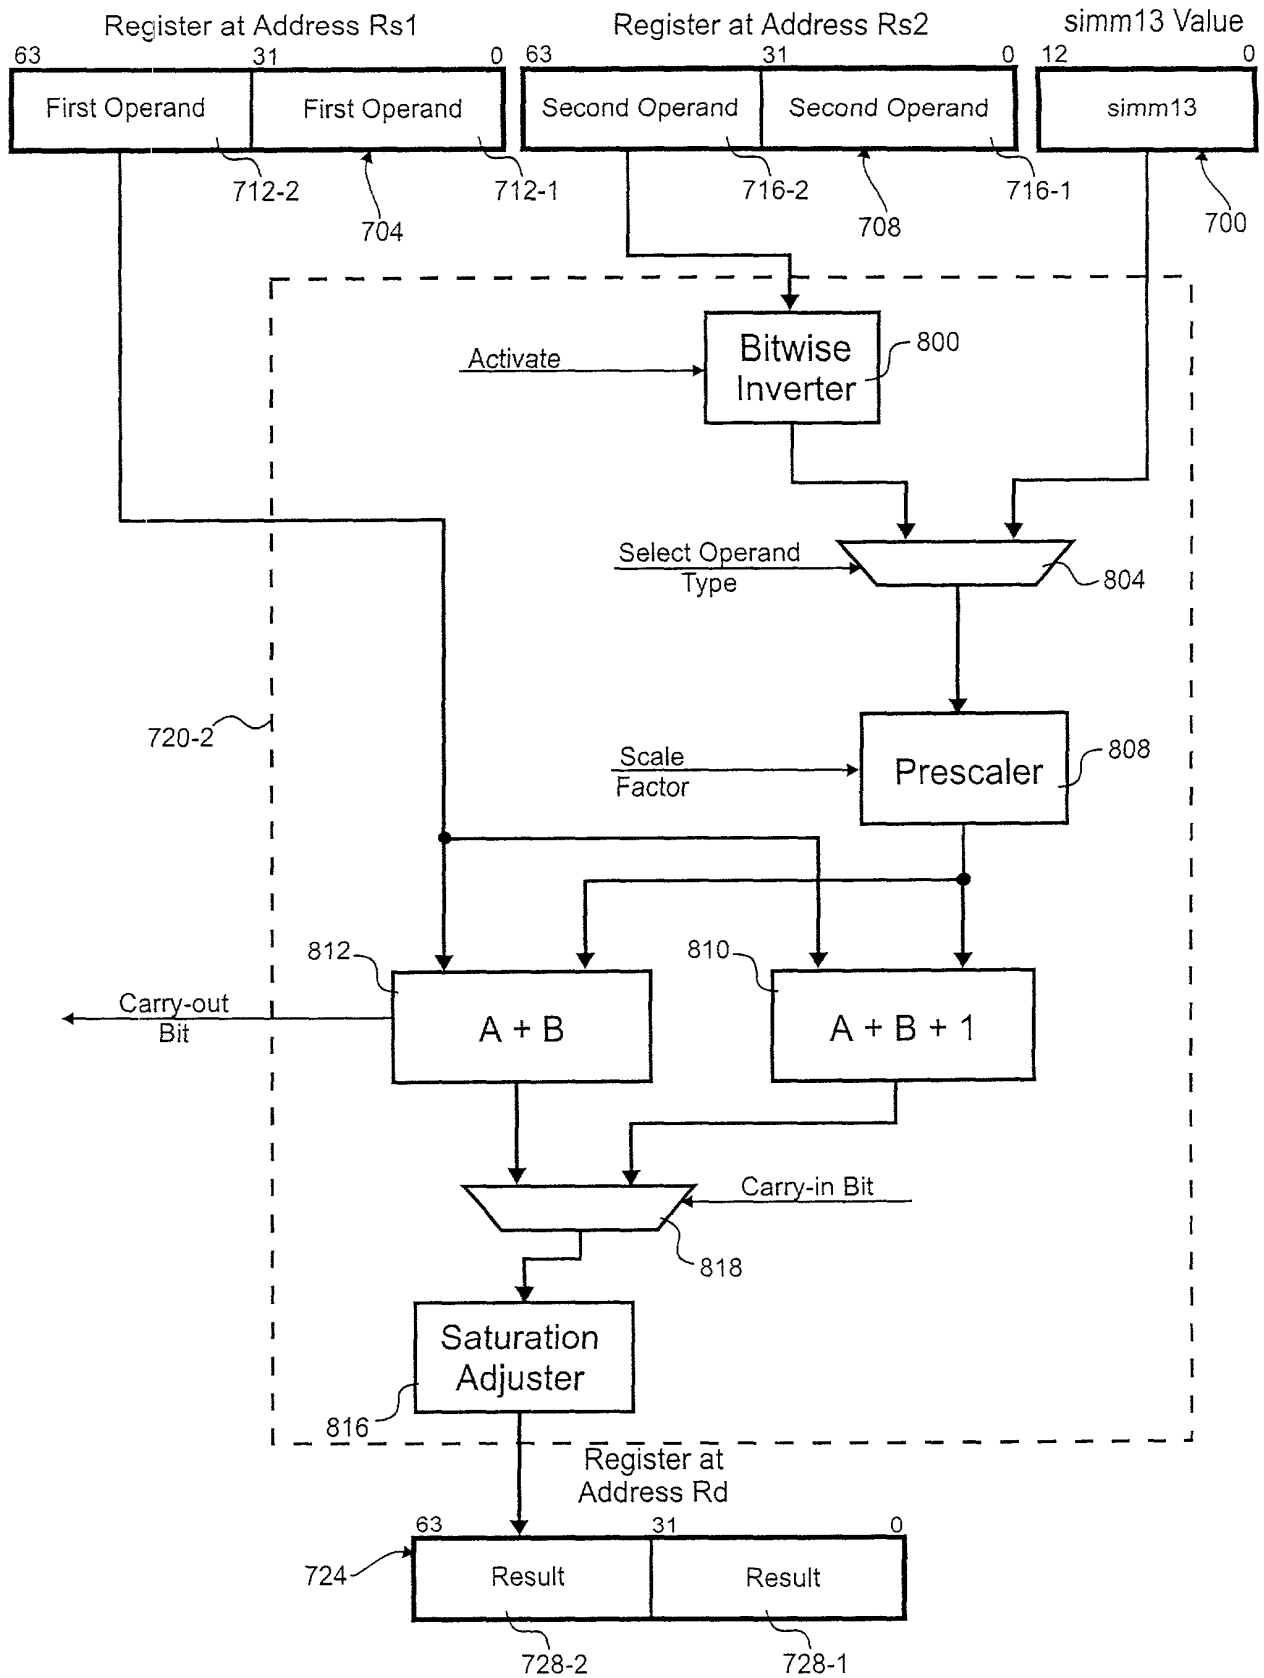 Register at Address Rs1
Register at Address Rs2
simm13 Value
63
31
0
63
31
0
12
0
First Operand
First Operand
Second Operand
Second Operand
simm13
712-2
712-1
716-2
716-1
704
708
700
Bitwise
Inverter
800
Activate
Select Operand
Type
804
720-2
Scale
Factor
Prescaler
808
812
810
Carry-out
Bit
A + B
A + B + 1
Carry-in Bit
818
Saturation
Adjuster
816
Register at
Address Rd
63
31
0
724
Result
Result
728-2
728-1